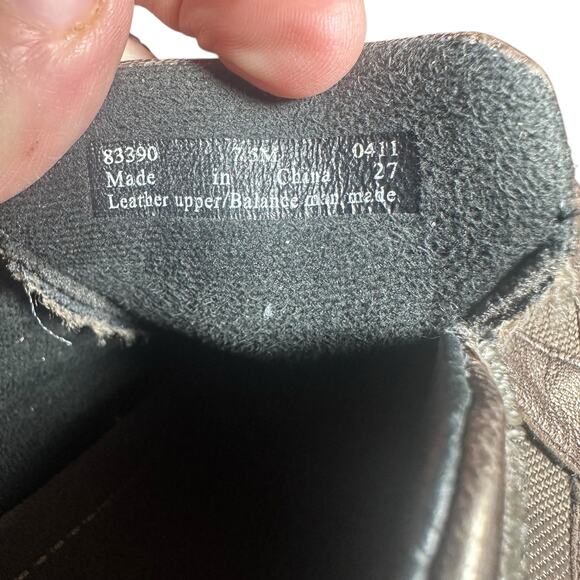 83390 7.5M 0411
Made in China 27
Leather upper/Balance man made